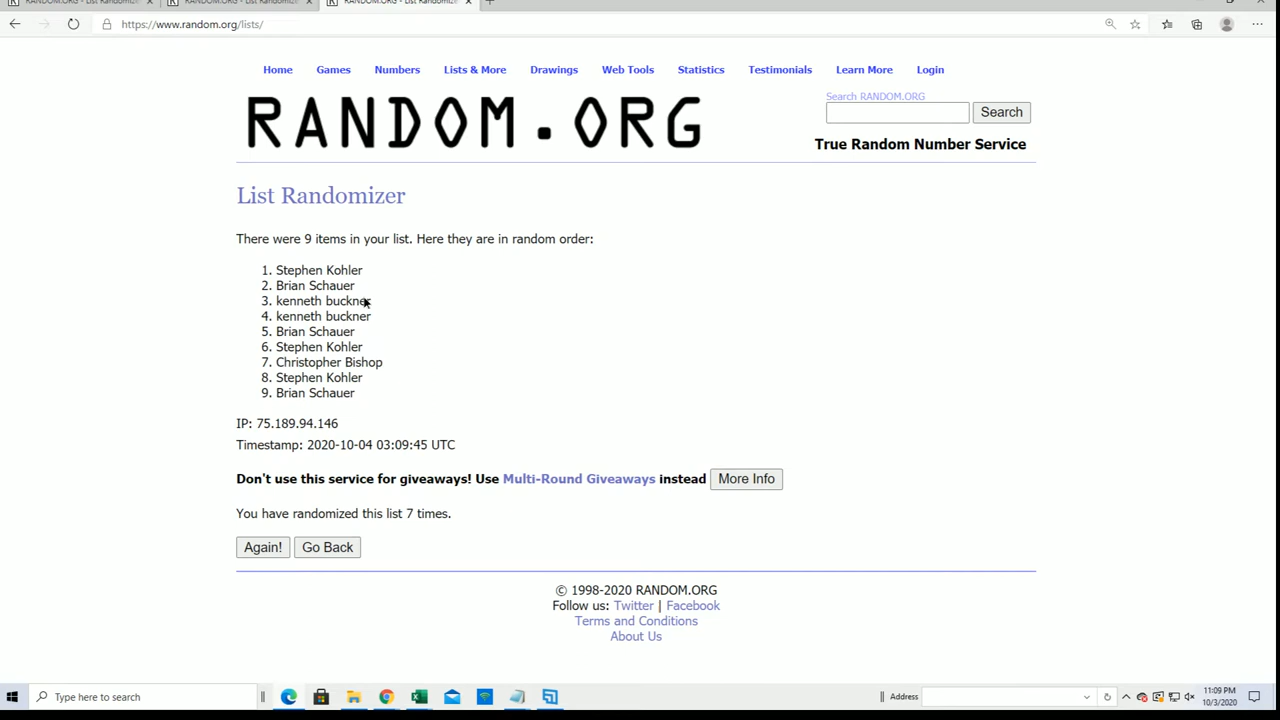 RANDOM.ORG - List Randomize
RANDOM.ORG - List Randomize
RANDOM.ORG - List Randomize
https://www.random.org/lists/
Home Games Numbers Lists & More Drawings Web Tools Statistics Testimonials Learn More Login
RANDOM.ORG
Search RANDOM.ORG
Search
True Random Number Service
List Randomizer
There were 9 items in your list. Here they are in random order:
1. Stephen Kohler
2. Brian Schauer
3. kenneth buckner
4. kenneth buckner
5. Brian Schauer
6. Stephen Kohler
7. Christopher Bishop
8. Stephen Kohler
9. Brian Schauer
IP: 75.189.94.146
Timestamp: 2020-10-04 03:09:45 UTC
Don't use this service for giveaways! Use Multi-Round Giveaways instead More Info
You have randomized this list 7 times.
Again! Go Back
© 1998-2020 RANDOM.ORG
Follow us: Twitter | Facebook
Terms and Conditions
About Us
Type here to search
Address
11:09 PM
10/3/2020